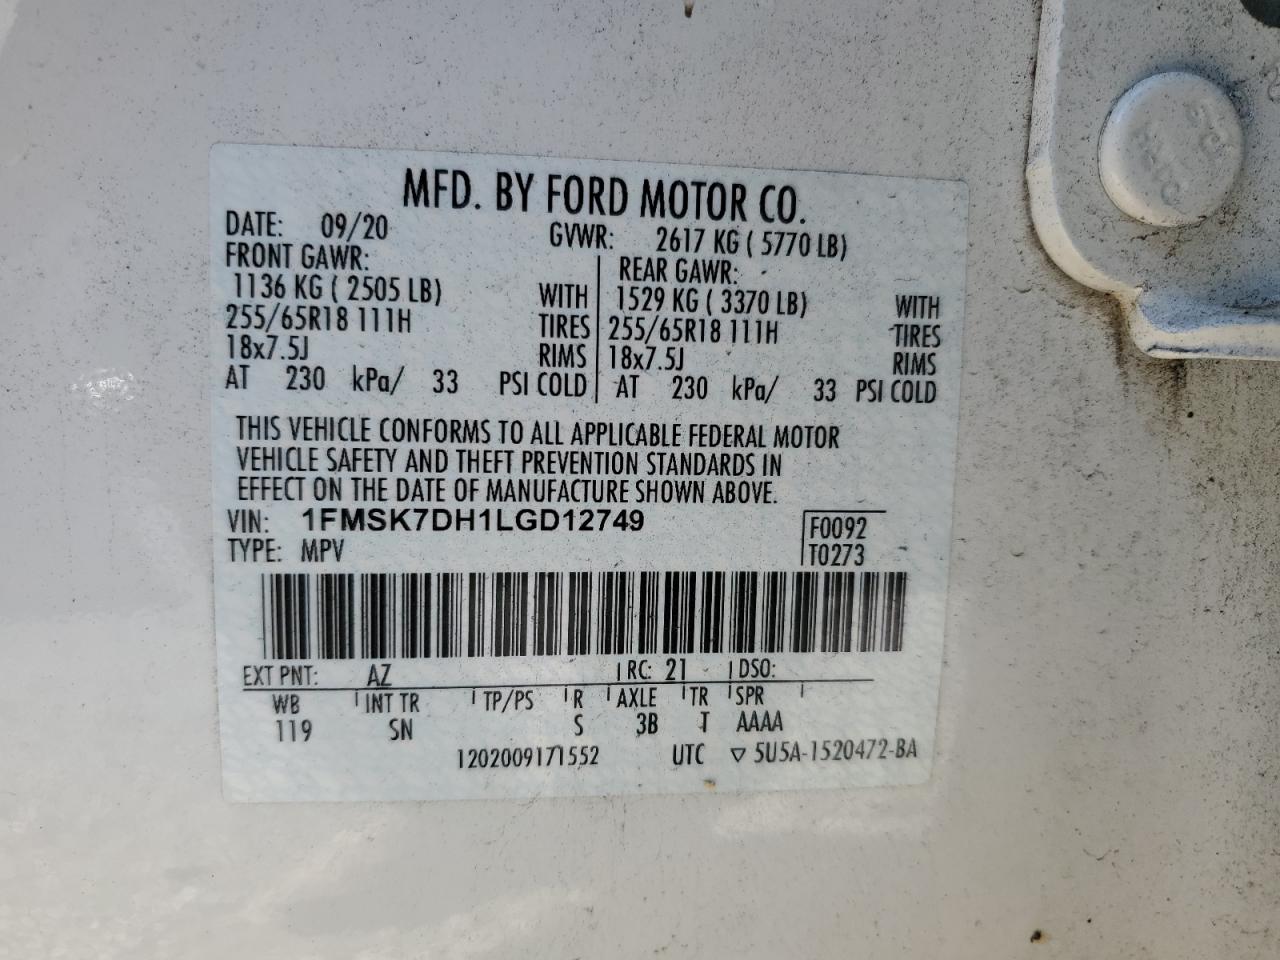 MFD. BY FORD MOTOR CO.
DATE: 09/20 GVWR: 2617 KG ( 5770 LB)
FRONT GAWR: REAR GAWR:
1136 KG ( 2505 LB) WITH 1529 KG ( 3370 LB) WITH
255/65R18 111H TIRES 255/65R18 111H TIRES
18x7.5J RIMS 18x7.5J RIMS
AT 230 kPa/ 33 PSI COLD AT 230 kPa/ 33 PSI COLD
THIS VEHICLE CONFORMS TO ALL APPLICABLE FEDERAL MOTOR
VEHICLE SAFETY AND THEFT PREVENTION STANDARDS IN
EFFECT ON THE DATE OF MANUFACTURE SHOWN ABOVE.
VIN: 1FMSK7DH1LGD12749 F0092
TYPE: MPV T0273
EXT PNT: AZ RC: 21 DSO:
WB INT TR TP/PS R AXLE TR SPR
119 SN S 3B T AAAA
1202009171552 UTC ▽ 5U5A-1520472-BA